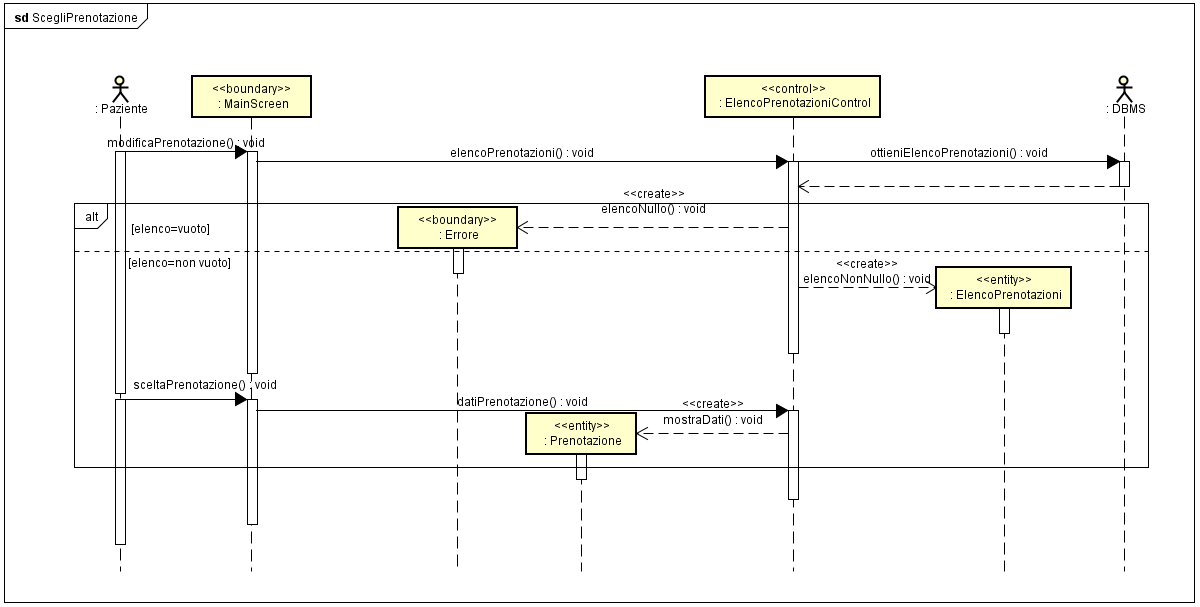 sd ScegliPrenotazione
<<boundary>>
: MainScreen
<<control>>
: ElencoPrenotazioniControl
: Paziente
: DBMS
modificaPrenotazione() : void
elencoPrenotazioni() : void
ottieniElencoPrenotazioni() : void
<<create>>
elencoNullo() : void
alt
[elenco=vuoto]
<<boundary>>
: Errore
[elenco=non vuoto]
<<create>>
elencoNonNullo() : void
<<entity>>
: ElencoPrenotazioni
sceltaPrenotazione() : void
datiPrenotazione() : void
<<create>>
mostraDati() : void
<<entity>>
: Prenotazione